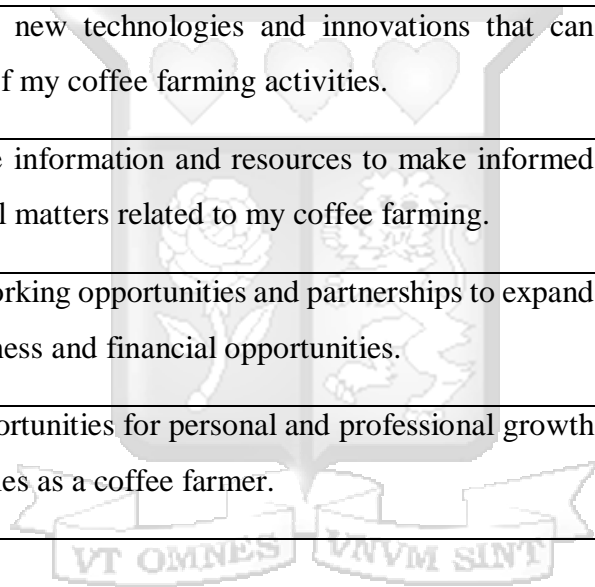 new technologies and innovations that can
f my coffee farming activities.
e information and resources to make informed
l matters related to my coffee farming.
orking opportunities and partnerships to expand
ness and financial opportunities.
ortunities for personal and professional growth
ies as a coffee farmer.
VT OMNES VNVM SINT